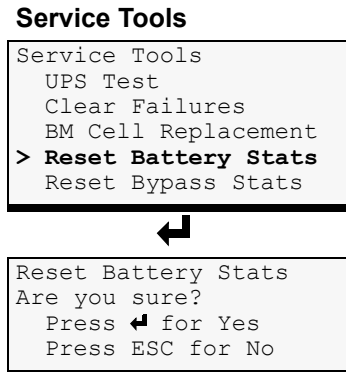 Service Tools
Service Tools
UPS Test
Clear Failures
BM Cell Replacement
> Reset Battery Stats
Reset Bypass Stats
↵
Reset Battery Stats
Are you sure?
Press ↵ for Yes
Press ESC for No